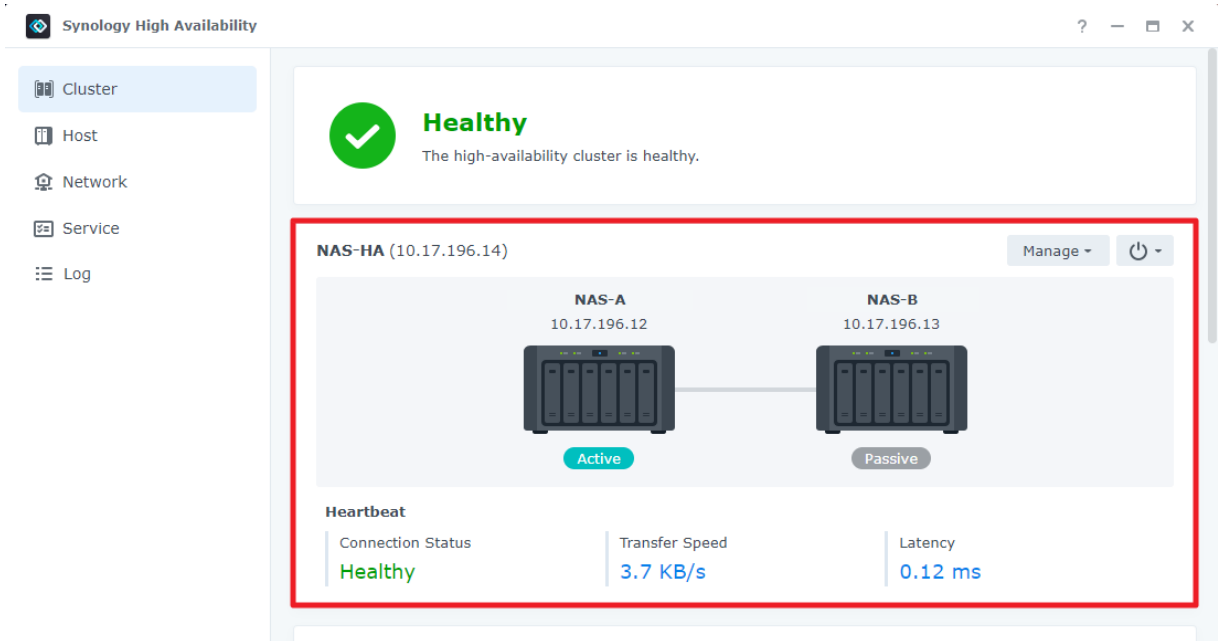 Synology High Availability
?
Cluster
Host
Network
Service
Log
Healthy
The high-availability cluster is healthy.
NAS-HA (10.17.196.14)
Manage
NAS-A
NAS-B
10.17.196.12
10.17.196.13
Active
Passive
Heartbeat
Connection Status
Transfer Speed
Latency
Healthy
3.7 KB/s
0.12 ms